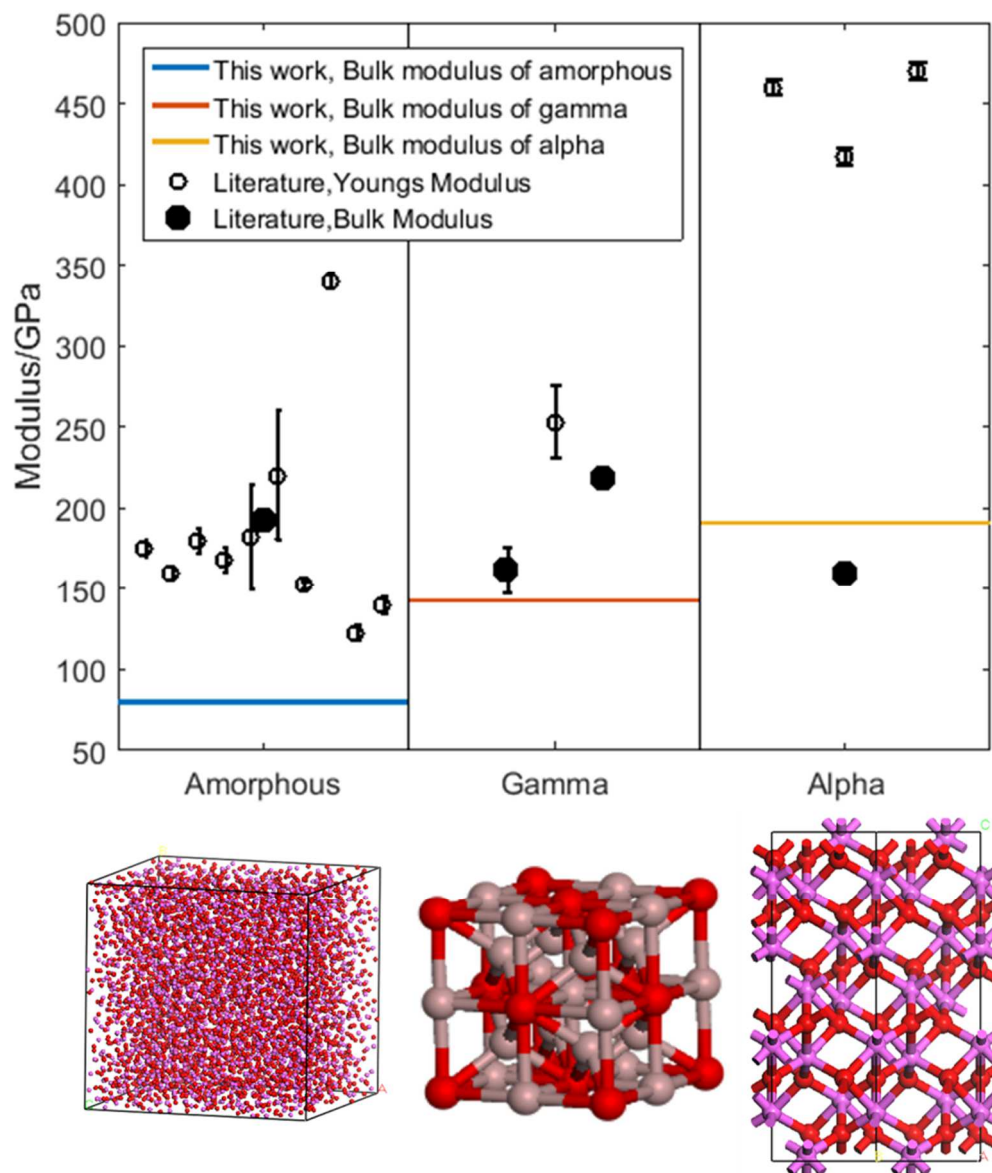 500
450
400
350
300
250
200
150
100
50
Modulus/GPa
This work, Bulk modulus of amorphous
This work, Bulk modulus of gamma
This work, Bulk modulus of alpha
Literature,Youngs Modulus
Literature,Bulk Modulus
Amorphous
Gamma
Alpha
A
C
B
A